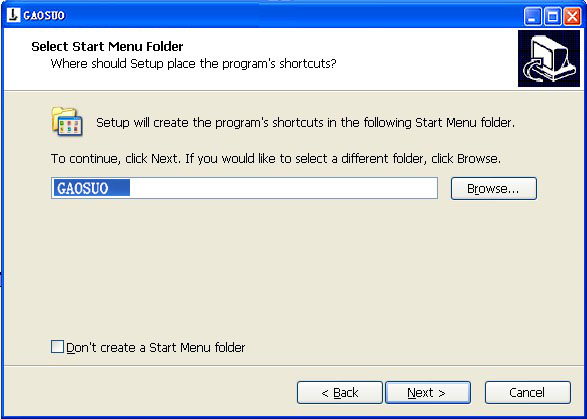 GAOSUO
Select Start Menu Folder
Where should Setup place the program's shortcuts?
Setup will create the program's shortcuts in the following Start Menu folder.
To continue, click Next. If you would like to select a different folder, click Browse.
GAOSUO
Browse...
Don't create a Start Menu folder
< Back
Next >
Cancel